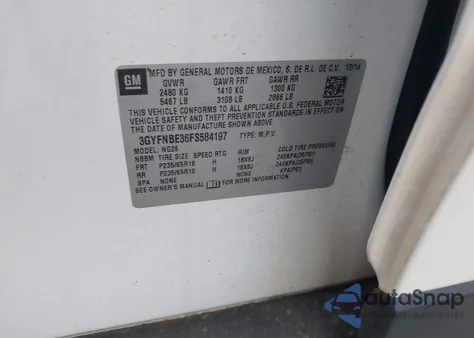 GM
MFD BY GENERAL MOTORS DE MEXICO, S. DE R.L. DE C.V. 12/14
GVWR GAWR FRT GAWR RR
2480 KG 1410 KG 1300 KG
5467 LB 3108 LB 2866 LB
THIS VEHICLE CONFORMS TO ALL APPLICABLE U.S. FEDERAL MOTOR
VEHICLE SAFETY, BUMPER, AND THEFT PREVENTION STANDARDS IN
EFFECT ON THE DATE OF MANUFACTURE SHOWN ABOVE.
3GYFNBE36FS584197 TYPE: M.P.V.
MODEL: NG26
NBBM TIRE SIZE SPEED RTG RIM COLD TIRE PRESSURE
FRT P235/65R18 H 18X8J 240KPA(35PSI)
RR P235/65R18 H 18X8J 240KPA(35PSI)
SPA NONE NONE KPA(PSI)
SEE OWNER'S MANUAL FOR MORE INFORMATION.
AutoSnap